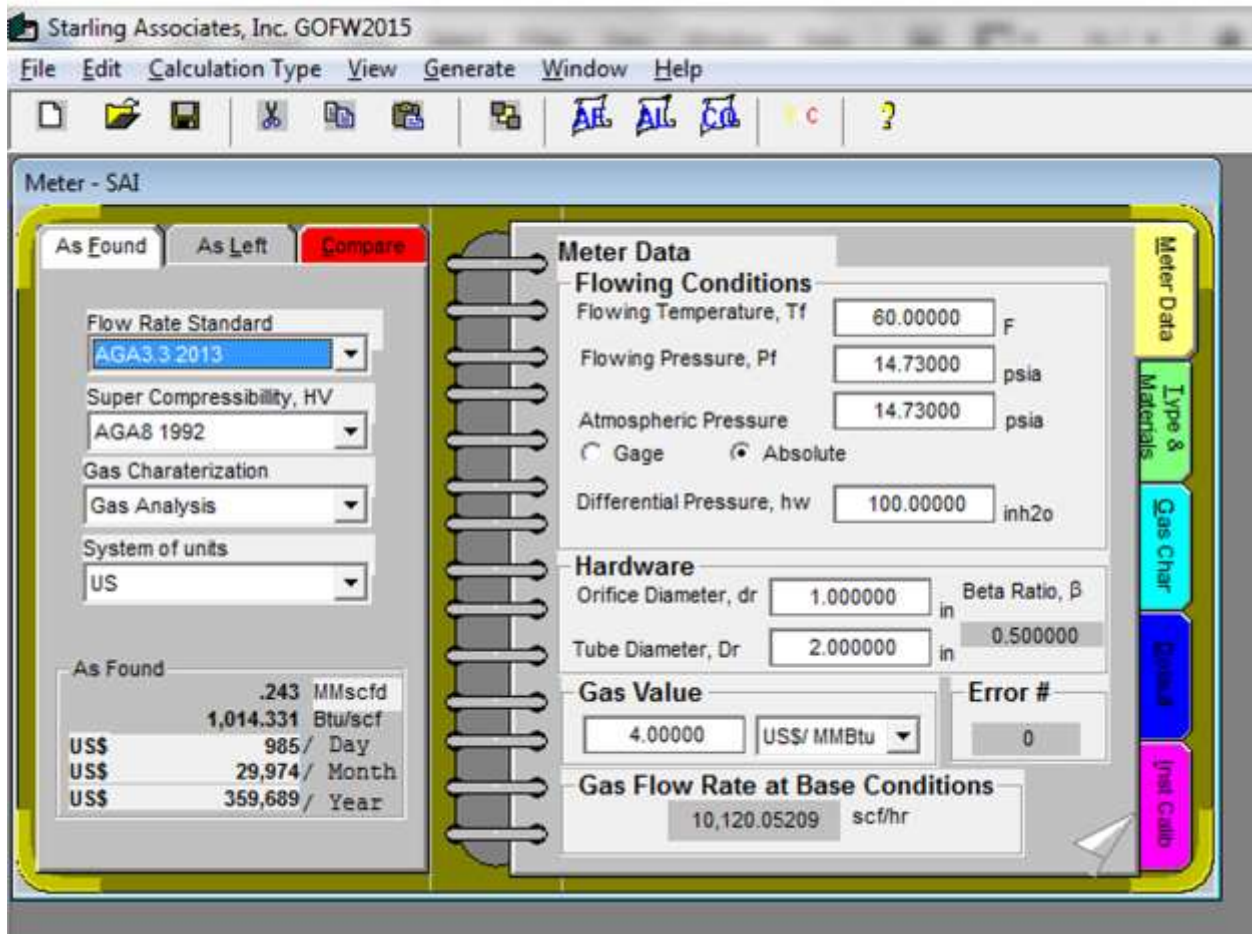 Starling Associates, Inc. GOFW2015
File Edit Calculation Type View Generate Window Help
AF. AL. CO. C ?
Meter - SAI
As Found As Left Compare
Flow Rate Standard
AGA3.3 2013
Super Compressibillity, HV
AGA8 1992
Gas Charaterization
Gas Analysis
System of units
US
As Found
.243 MMscfd
1,014.331 Btu/scf
US$ 985/ Day
US$ 29,974/ Month
US$ 359,689/ Year
Meter Data
Flowing Conditions
Flowing Temperature, Tf 60.00000 F
Flowing Pressure, Pf 14.73000 psia
Atmospheric Pressure 14.73000 psia
Gage Absolute
Differential Pressure, hw 100.00000 inh2o
Hardware
Orifice Diameter, dr 1.000000 in Beta Ratio, β
0.500000
Tube Diameter, Dr 2.000000 in
Gas Value Error #
4.00000 US$/ MMBtu 0
Gas Flow Rate at Base Conditions
10,120.05209 scf/hr
Meter Data
Type &
Materials
Gas Char
Inst Calib